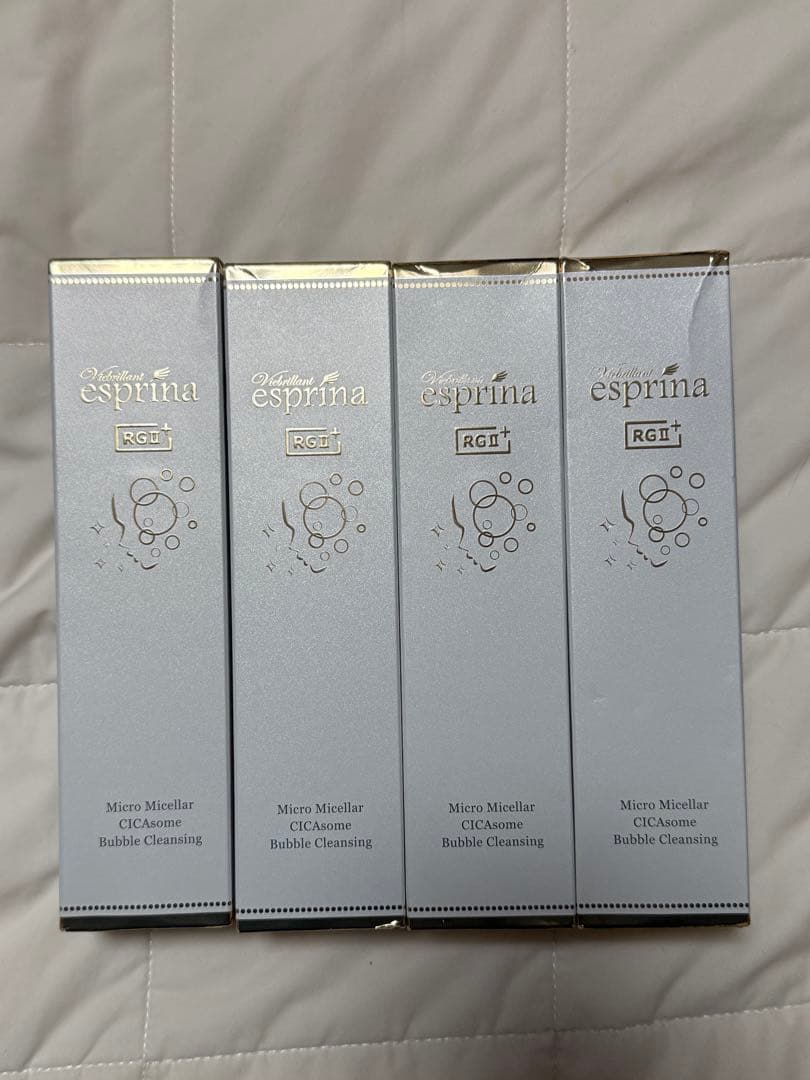 Viebrillant
esprina
RGII+
Micro Micellar
CICAsome
Bubble Cleansing
Viebrillant
esprina
RGII+
Micro Micellar
CICAsome
Bubble Cleansing
Viebrillant
esprina
RGII+
Micro Micellar
CICAsome
Bubble Cleansing
Viebrillant
esprina
RGII+
Micro Micellar
CICAsome
Bubble Cleansing